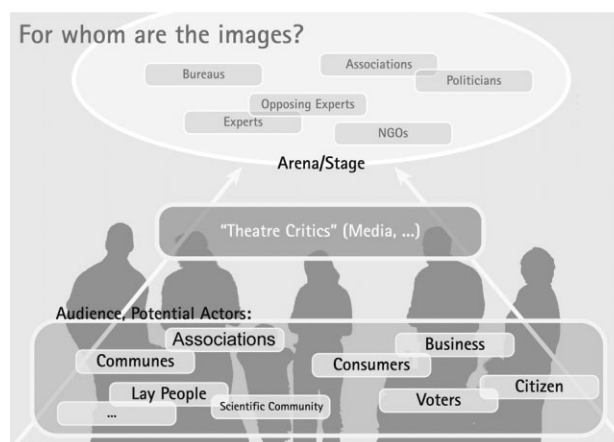 For whom are the images?
Associations
Bureaus
Politicians
Opposing Experts
Experts
NGOs
Arena/Stage
"Theatre Critics" (Media, ...)
Audience, Potential Actors:
Associations
Business
Communes
Consumers
Citizen
Lay People
Voters
Scientific Community
...